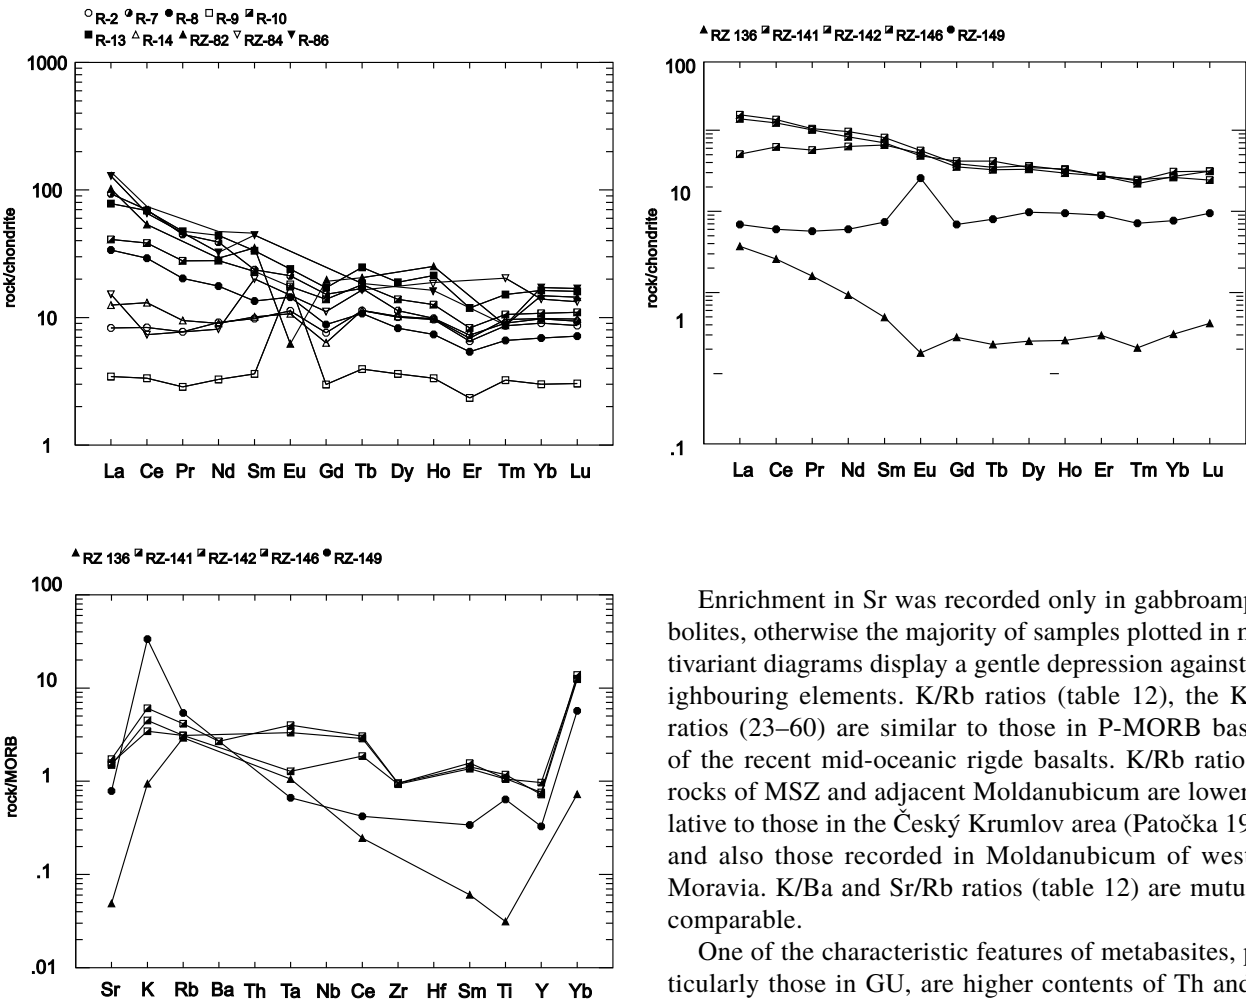 R-2 R-7 R-8 R-9 R-10
R-13 R-14 RZ-82 RZ-84 R-86
1000
100
10
1
rock/chondrite
La Ce Pr Nd Sm Eu Gd Tb Dy Ho Er Tm Yb Lu
RZ 136 RZ-141 RZ-142 RZ-146 RZ-149
100
10
1
.1
rock/chondrite
La Ce Pr Nd Sm Eu Gd Tb Dy Ho Er Tm Yb Lu
RZ 136 RZ-141 RZ-142 RZ-146 RZ-149
100
10
1
.1
.01
rock/MORB
Sr K Rb Ba Th Ta Nb Ce Zr Hf Sm Ti Y Yb
Enrichment in Sr was recorded only in gabbroamp
bolites, otherwise the majority of samples plotted in
tivariant diagrams display a gentle depression against
ighbouring elements. K/Rb ratios (table 12), the K
ratios (23–60) are similar to those in P-MORB bas
of the recent mid-oceanic rigde basalts. K/Rb ratio
rocks of MSZ and adjacent Moldanubicum are lower
lative to those in the Český Krumlov area (Patočka 19
and also those recorded in Moldanubicum of west
Moravia. K/Ba and Sr/Rb ratios (table 12) are mutu
comparable.
One of the characteristic features of metabasites, p
ticularly those in GU, are higher contents of Th and